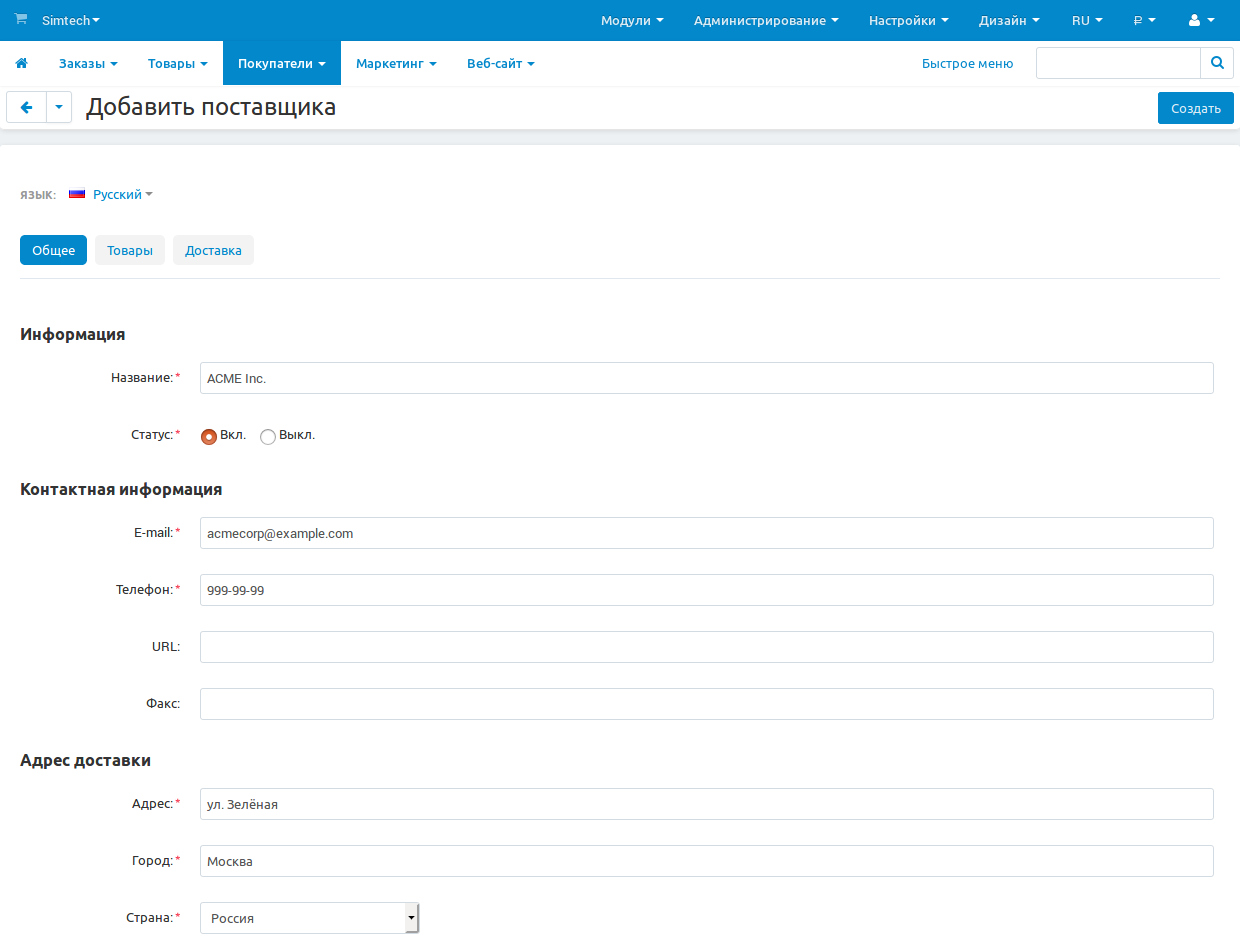 Simtech Модули Администрирование Настройки Дизайн RU ₽
Заказы Товары Покупатели Маркетинг Веб-сайт Быстрое меню
Добавить поставщика Создать
ЯЗЫК: Русский
Общее Товары Доставка
Информация
Название:* ACME Inc.
Статус:* Вкл. Выкл.
Контактная информация
E-mail:* acmecorp@example.com
Телефон:* 999-99-99
URL:
Факс:
Адрес доставки
Адрес:* ул. Зелёная
Город:* Москва
Страна:* Россия